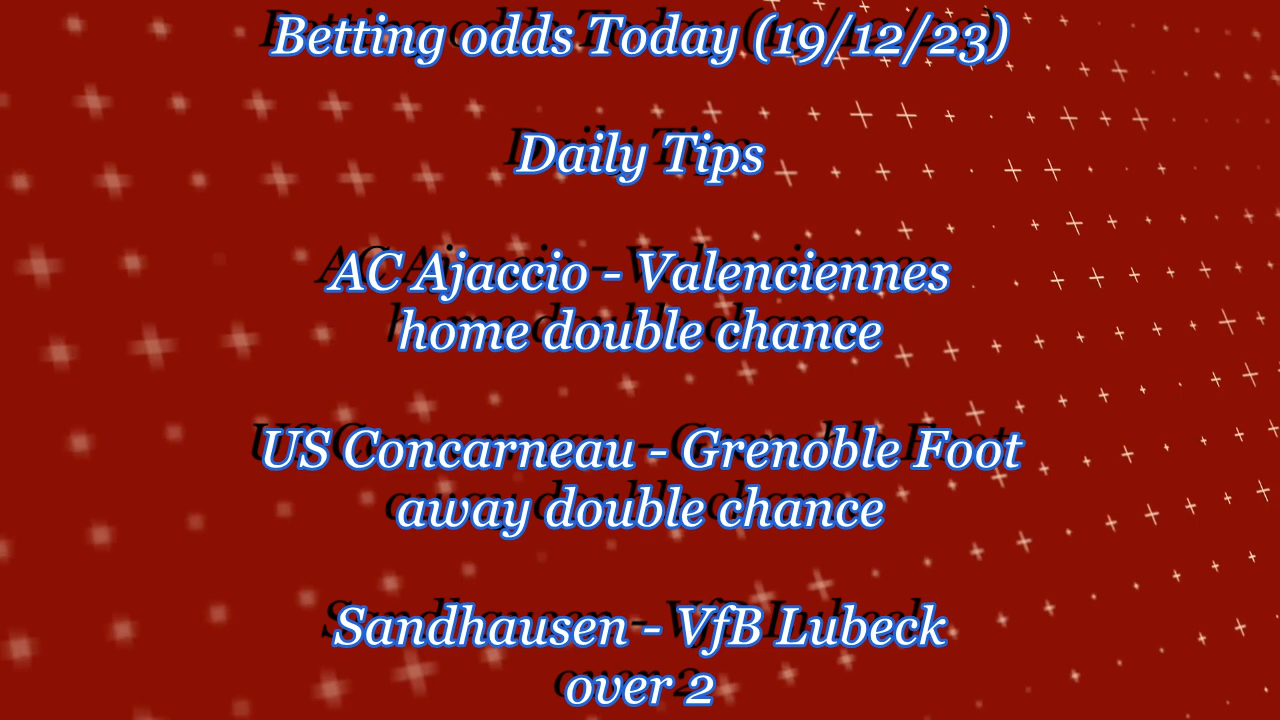 Betting odds Today (19/12/23)
Daily Tips
AC Ajaccio - Valenciennes
home double chance
US Concarneau - Grenoble Foot
away double chance
Sandhausen - VfB Lubeck
over 2